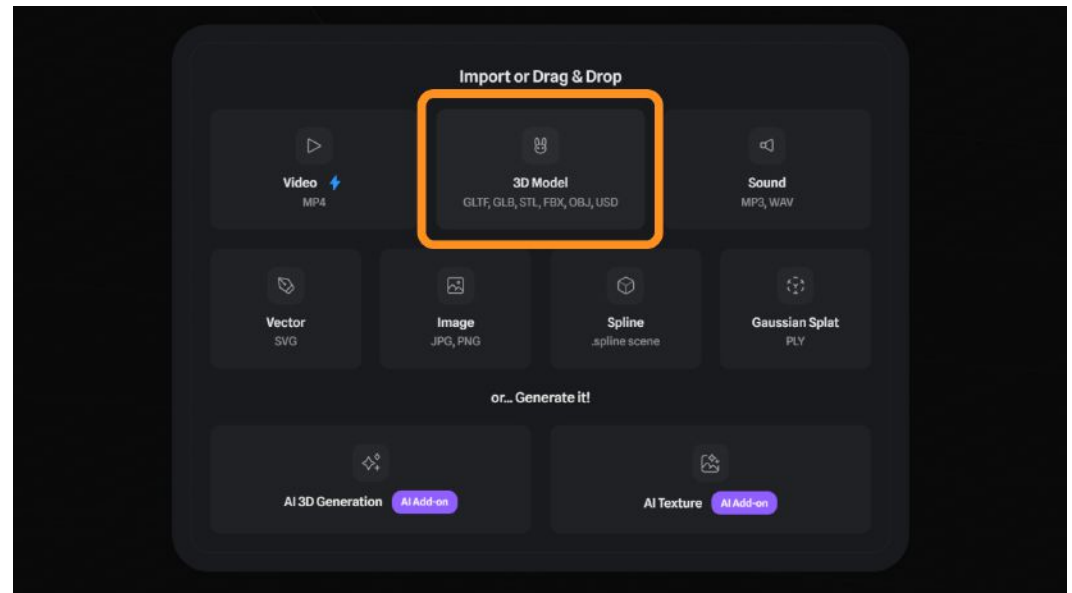 Import or Drag & Drop
Video
MP4
3D Model
GLTF, GLB, STL, FBX, OBJ, USD
Sound
MP3, WAV
Vector
SVG
Image
JPG, PNG
Spline
.spline scene
Gaussian Splat
PLY
or... Generate it!
AI 3D Generation AI Add-on
AI Texture AI Add-on